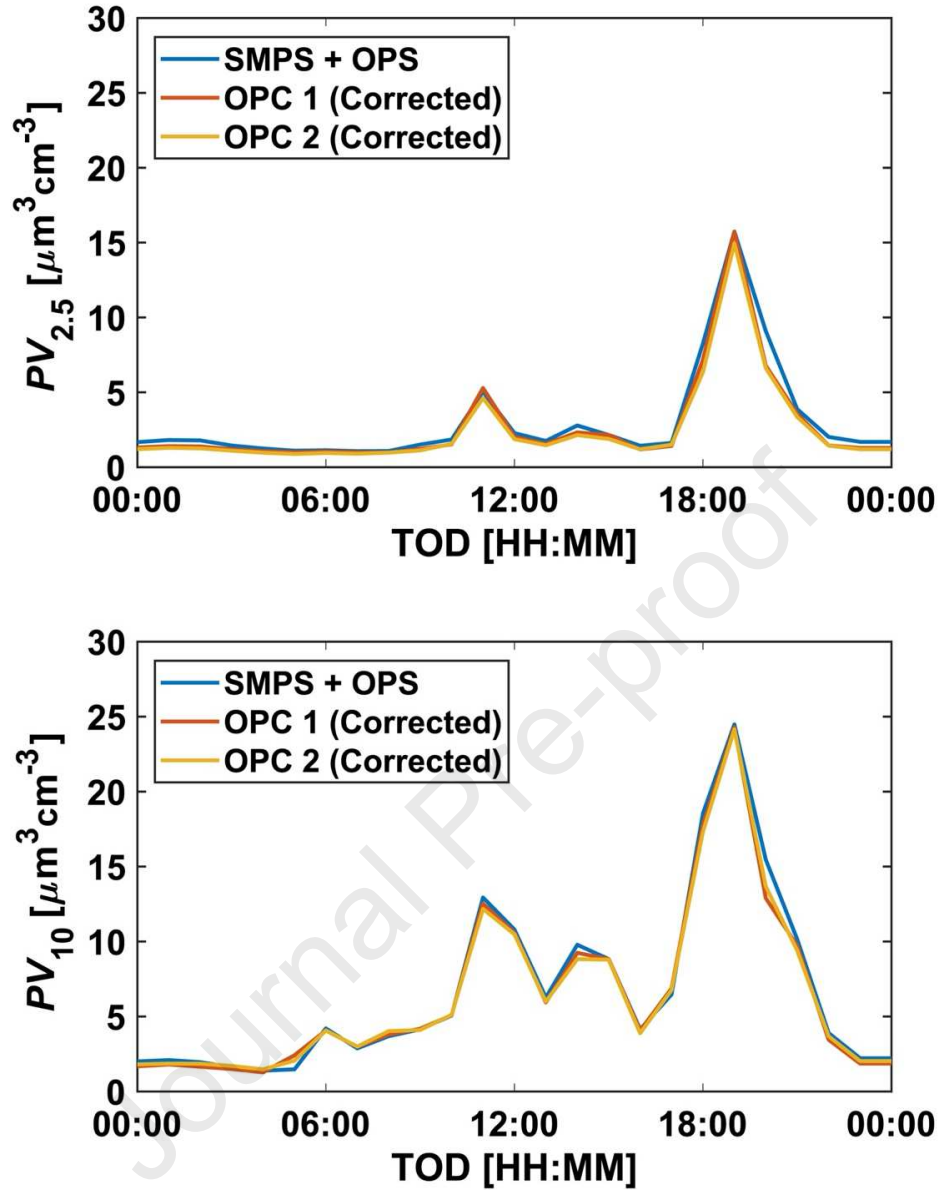 30
25
20
15
10
5
0
PV2.5 [μm³cm⁻³]
SMPS + OPS
OPC 1 (Corrected)
OPC 2 (Corrected)
00:00 06:00 12:00 18:00 00:00
TOD [HH:MM]
30
25
20
15
10
5
0
PV10 [μm³cm⁻³]
SMPS + OPS
OPC 1 (Corrected)
OPC 2 (Corrected)
00:00 06:00 12:00 18:00 00:00
TOD [HH:MM]
Journal Pre-proof